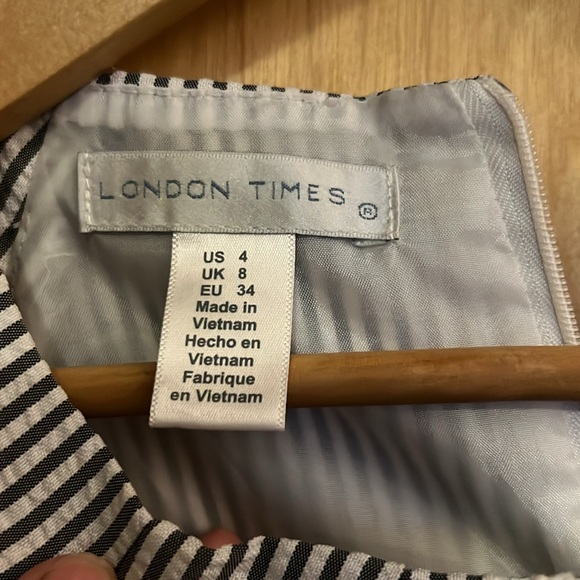 LONDON TIMES ®
US 4
UK 8
EU 34
Made in
Vietnam
Hecho en
Vietnam
Fabrique
en Vietnam